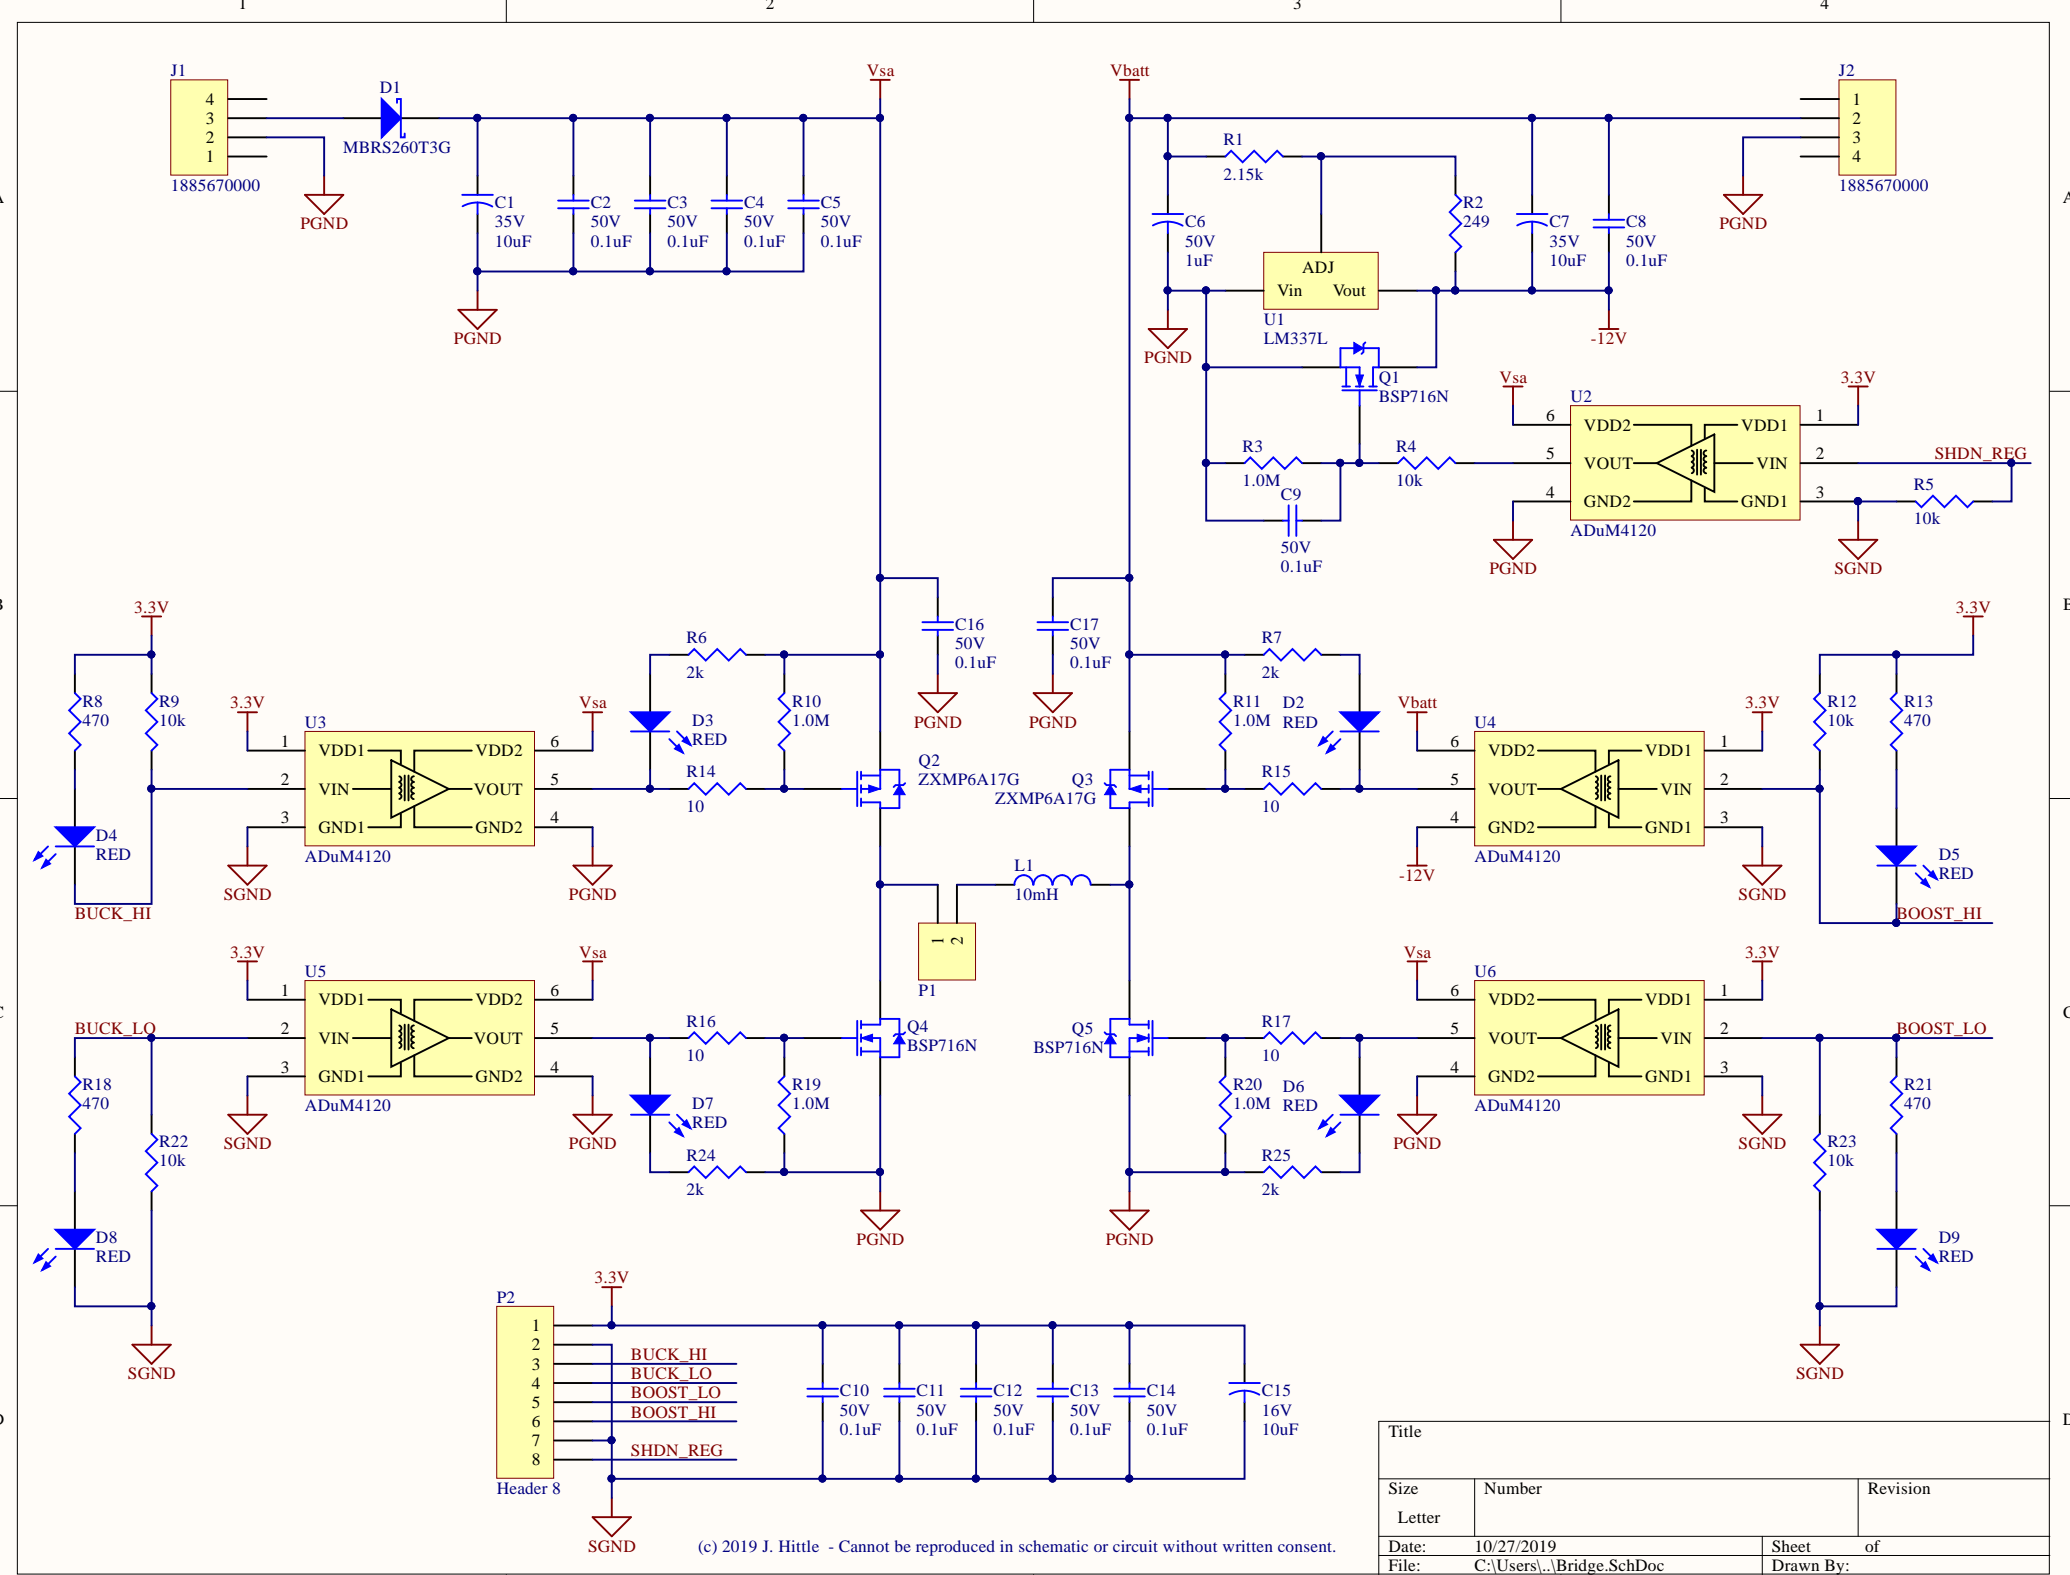 1
2
3
4
J1
4
3
2
1
1885670000
PGND
D1
MBRS260T3G
Vsa
C1
35V
10uF
C2
50V
0.1uF
C3
50V
0.1uF
C4
50V
0.1uF
C5
50V
0.1uF
PGND
Vbatt
R1
2.15k
R2
249
C6
50V
1uF
ADJ
Vin
Vout
U1
LM337L
PGND
C7
35V
10uF
C8
50V
0.1uF
-12V
J2
1
2
3
4
1885670000
PGND
A
Q1
BSP716N
R3
1.0M
C9
50V
0.1uF
R4
10k
Vsa
U2
6
5
4
VDD2
VOUT
GND2
VDD1
VIN
GND1
1
2
3
ADuM4120
PGND
3.3V
SHDN_REG
R5
10k
SGND
B
3.3V
R8
470
R9
10k
D4
RED
BUCK_HI
3.3V
U3
1
2
3
VDD1
VIN
GND1
VDD2
VOUT
GND2
6
5
4
ADuM4120
SGND
Vsa
PGND
R6
2k
D3
RED
R10
1.0M
R14
10
Q2
ZXMP6A17G
C16
50V
0.1uF
PGND
C17
50V
0.1uF
PGND
R7
2k
R11
1.0M
D2
RED
R15
10
Q3
ZXMP6A17G
Vbatt
U4
6
5
4
VDD2
VOUT
GND2
VDD1
VIN
GND1
1
2
3
ADuM4120
-12V
3.3V
SGND
3.3V
R12
10k
R13
470
D5
RED
BOOST_HI
L1
10mH
1
2
P1
C
BUCK_LO
R18
470
R22
10k
D8
RED
SGND
3.3V
U5
1
2
3
VDD1
VIN
GND1
VDD2
VOUT
GND2
6
5
4
ADuM4120
SGND
Vsa
PGND
R16
10
D7
RED
R19
1.0M
R24
2k
Q4
BSP716N
PGND
Q5
BSP716N
PGND
R17
10
R20
1.0M
D6
RED
R25
2k
Vsa
U6
6
5
4
VDD2
VOUT
GND2
VDD1
VIN
GND1
1
2
3
ADuM4120
PGND
3.3V
SGND
BOOST_LO
R21
470
R23
10k
D9
RED
SGND
3.3V
P2
1
2
3
4
5
6
7
8
Header 8
BUCK_HI
BUCK_LO
BOOST_LO
BOOST_HI
SHDN_REG
SGND
C10
50V
0.1uF
C11
50V
0.1uF
C12
50V
0.1uF
C13
50V
0.1uF
C14
50V
0.1uF
C15
16V
10uF
D
(c) 2019 J. Hittle - Cannot be reproduced in schematic or circuit without written consent.
Title
Size
Number
Revision
Letter
Date:
10/27/2019
Sheet of
File:
C:\Users\..\Bridge.SchDoc
Drawn By: